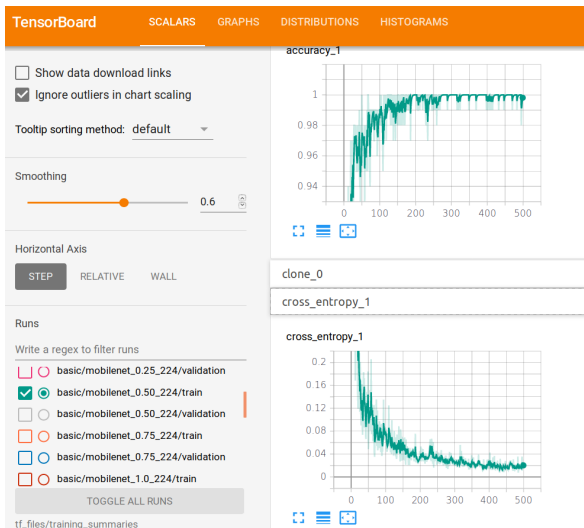 TensorBoard SCALARS GRAPHS DISTRIBUTIONS HISTOGRAMS
Show data download links
Ignore outliers in chart scaling
Tooltip sorting method: default
Smoothing
0.6
Horizontal Axis
STEP RELATIVE WALL
Runs
Write a regex to filter runs
basic/mobilenet_0.25_224/validation
basic/mobilenet_0.50_224/train
basic/mobilenet_0.50_224/validation
basic/mobilenet_0.75_224/train
basic/mobilenet_0.75_224/validation
basic/mobilenet_1.0_224/train
TOGGLE ALL RUNS
tf_files/training_summaries
accuracy_1
1
0.98
0.96
0.94
0 100 200 300 400 500
clone_0
cross_entropy_1
cross_entropy_1
0.2
0.16
0.12
0.08
0.04
0
0 100 200 300 400 500